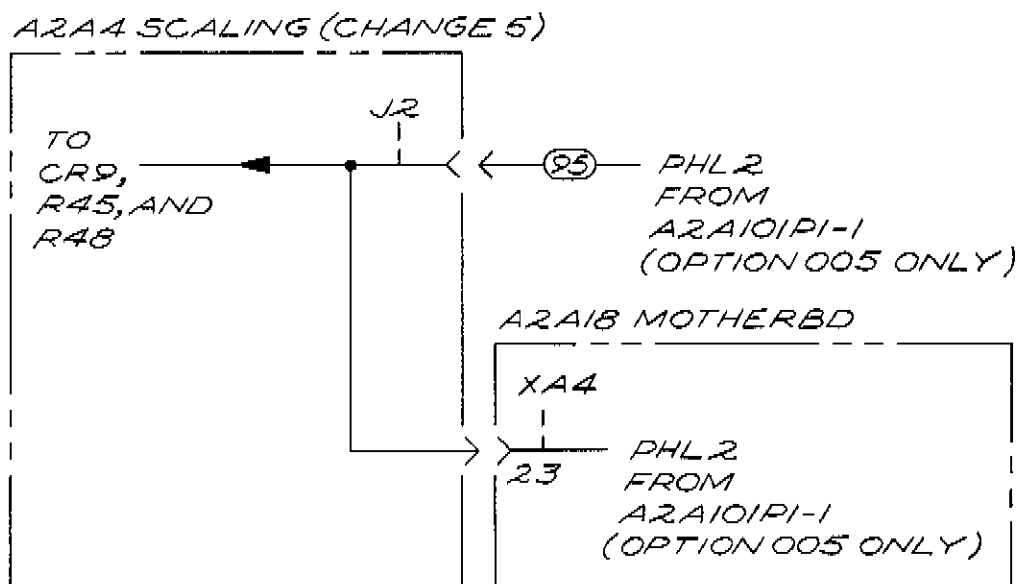 A2A4 SCALING (CHANGE 5)
J2
TO
CR9,
R45, AND
R48
95
PHL2
FROM
A2A101P1-1
(OPTION 005 ONLY)
A2A18 MOTHERBD
XA4
23
PHL2
FROM
A2A101P1-1
(OPTION 005 ONLY)